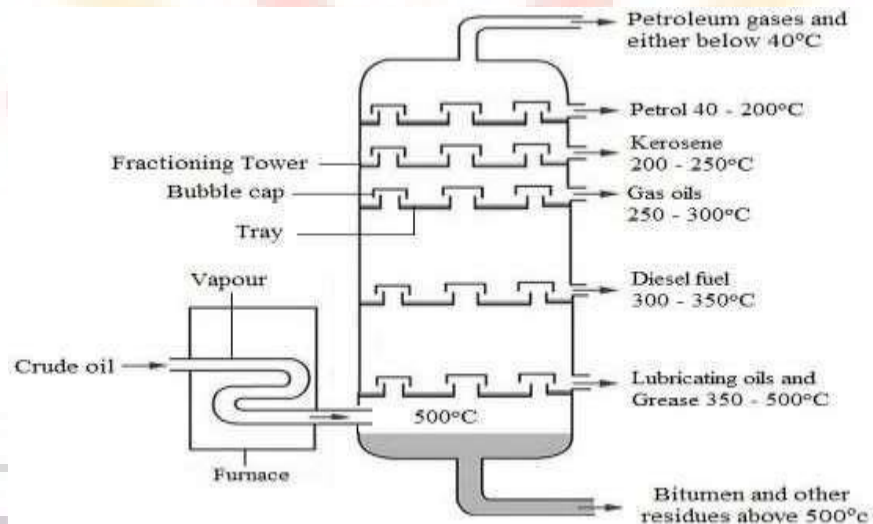 Petroleum gases and
either below 40°C
Petrol 40 - 200°C
Kerosene
200 - 250°C
Fractioning Tower
Bubble cap
Gas oils
250 - 300°C
Tray
Vapour
Diesel fuel
300 - 350°C
Crude oil
Lubricating oils and
Grease 350 - 500°C
500°C
Furnace
Bitumen and other
residues above 500°c